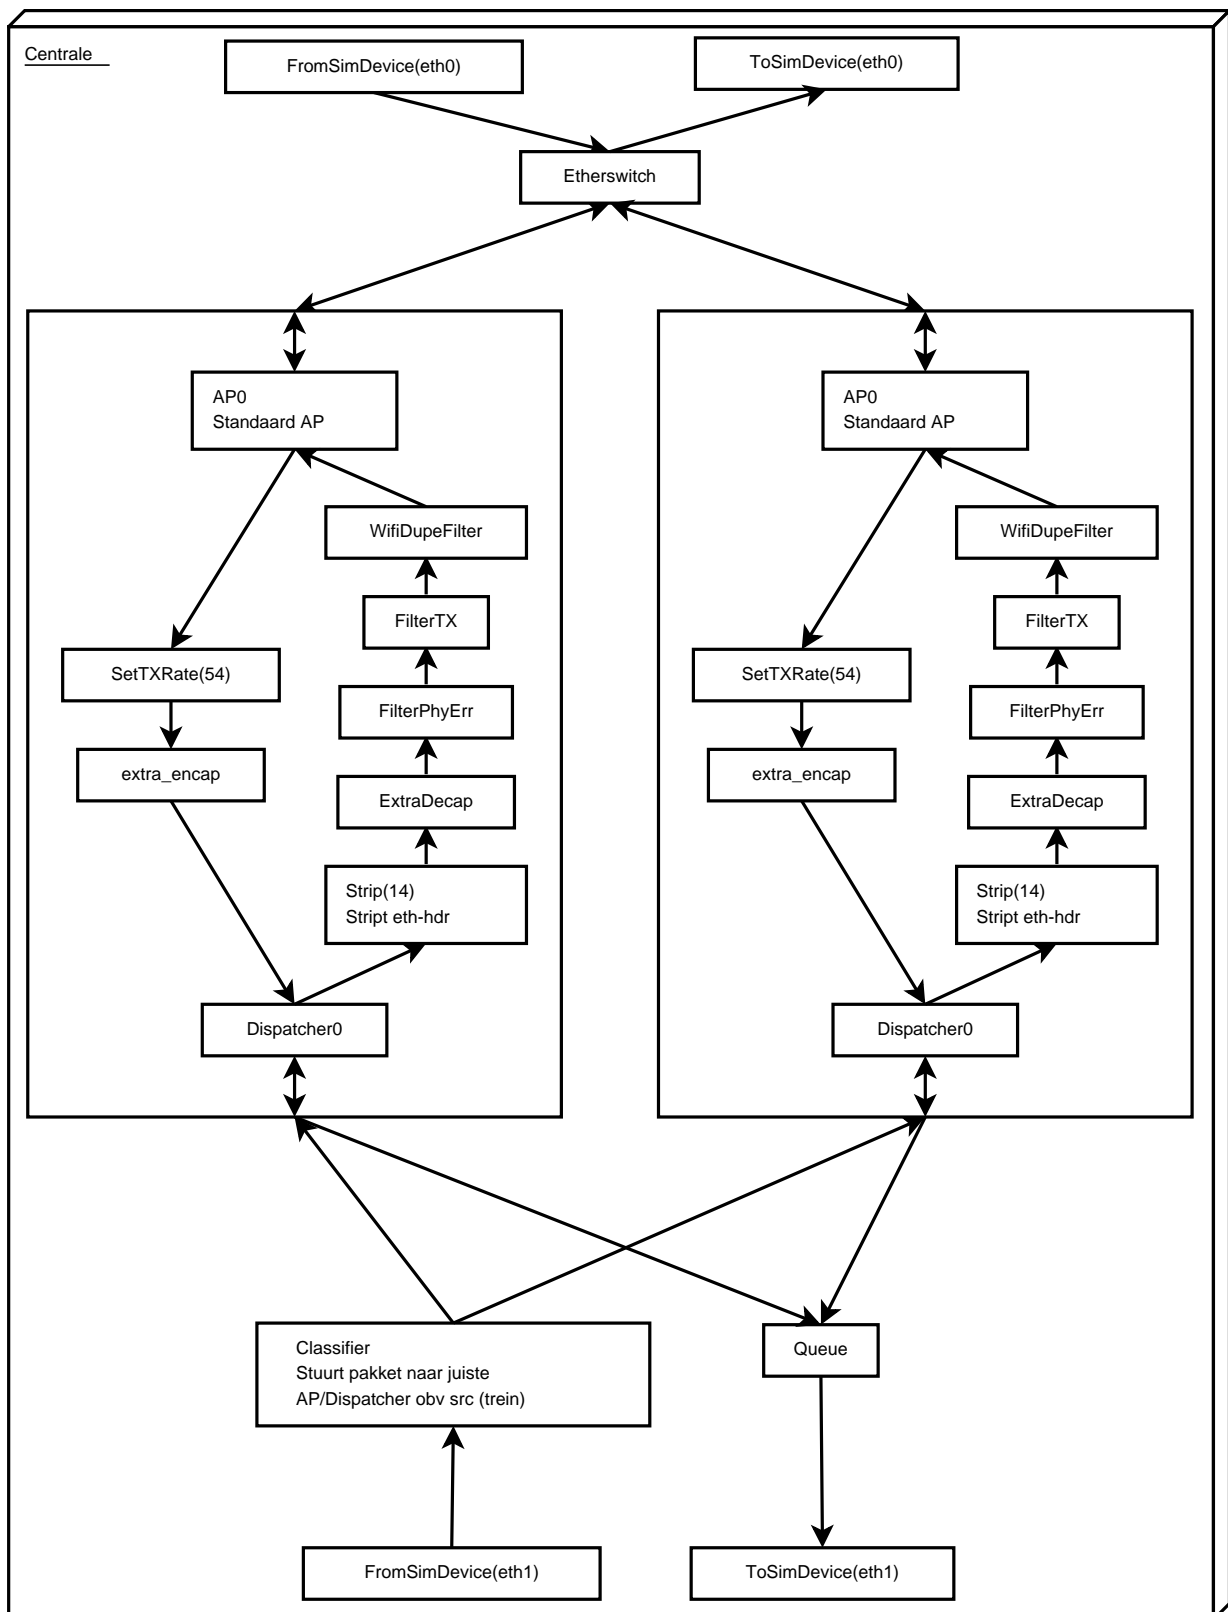 Centrale
FromSimDevice(eth0)
ToSimDevice(eth0)
Etherswitch
AP0
Standaard AP
WifiDupeFilter
FilterTX
SetTXRate(54)
FilterPhyErr
extra_encap
ExtraDecap
Strip(14)
Stript eth-hdr
Dispatcher0
AP0
Standaard AP
WifiDupeFilter
FilterTX
SetTXRate(54)
FilterPhyErr
extra_encap
ExtraDecap
Strip(14)
Stript eth-hdr
Dispatcher0
Classifier
Stuurt pakket naar juiste
AP/Dispatcher obv src (trein)
Queue
FromSimDevice(eth1)
ToSimDevice(eth1)